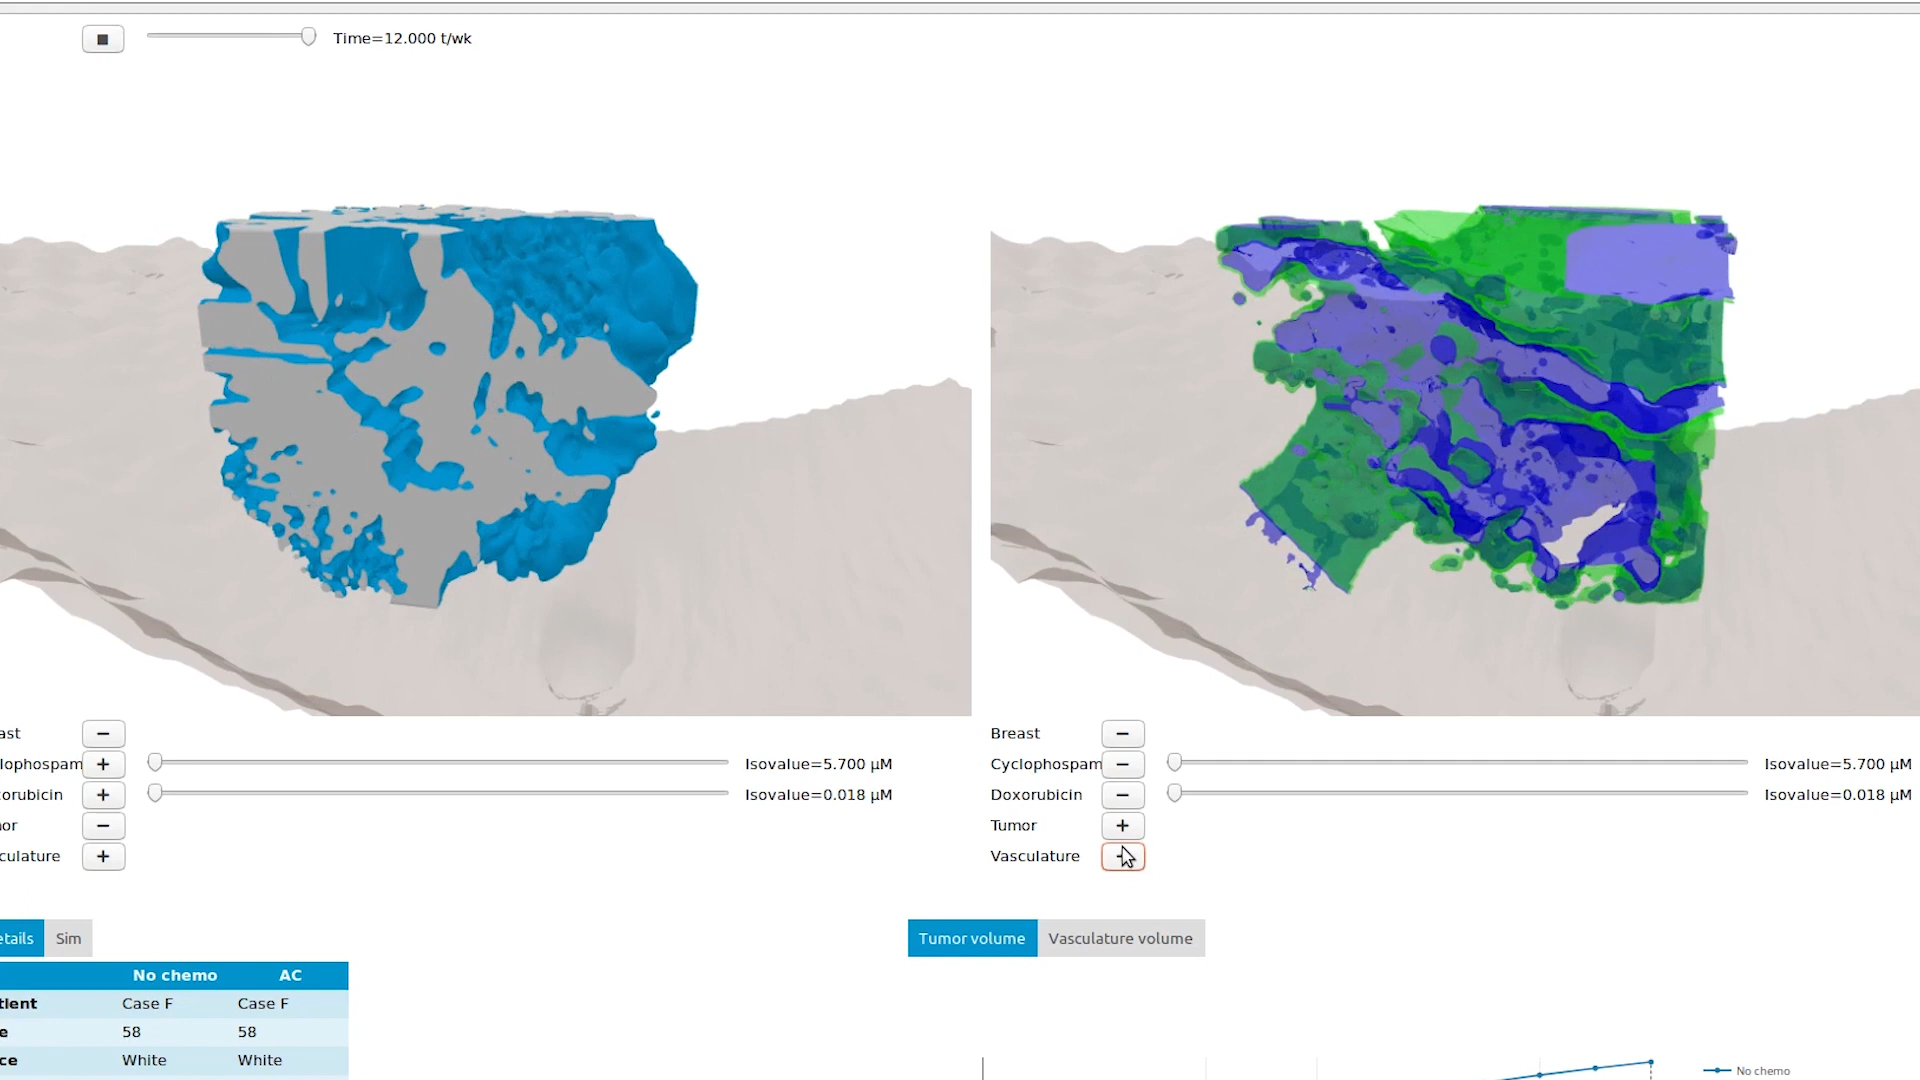 Time=12.000 t/wk
ast
lophospam
Isovalue=5.700 µM
orubicin
Isovalue=0.018 µM
or
culature
Breast
Cyclophospam
Isovalue=5.700 µM
Doxorubicin
Isovalue=0.018 µM
Tumor
Vasculature
etails Sim
Tumor volume Vasculature volume
No chemo AC
tient Case F Case F
e 58 58
ce White White
No chemo